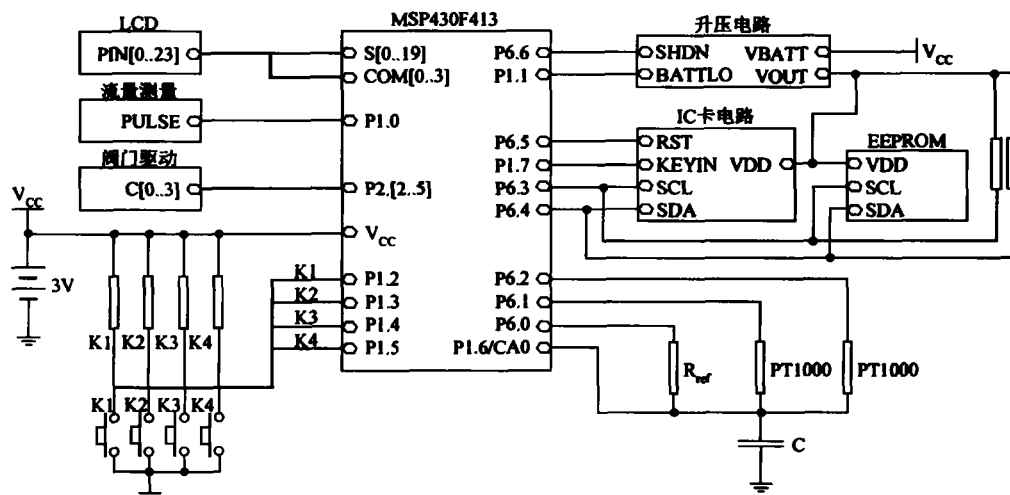 LCD
PIN[0..23]
流量测量
PULSE
阀门驱动
C[0..3]
V_CC
3V
K1
K2
K3
K4
K1
K2
K3
K4
K1
K2
K3
K4
MSP430F413
S[0..19]
COM[0..3]
P1.0
P2.[2..5]
V_CC
P1.2
P1.3
P1.4
P1.5
P6.6
P1.1
P6.5
P1.7
P6.3
P6.4
P6.2
P6.1
P6.0
P1.6/CA0
升压电路
SHDN
VBATT
BATTLO
VOUT
V_CC
IC卡电路
RST
KEYIN
VDD
SCL
SDA
EEPROM
VDD
SCL
SDA
R_ref
PT1000
PT1000
C